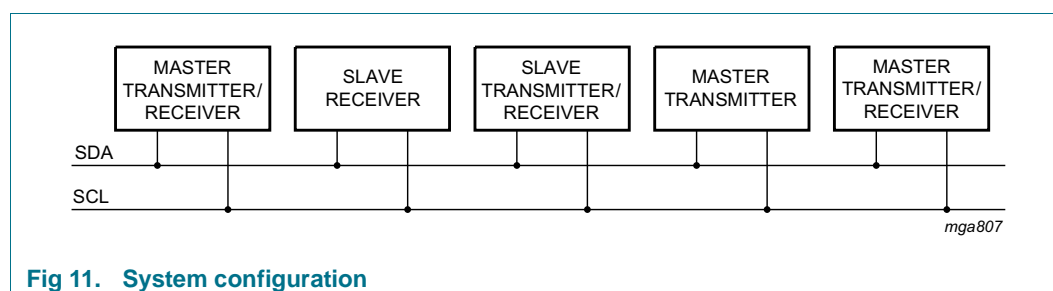 MASTER
TRANSMITTER/
RECEIVER
SLAVE
RECEIVER
SLAVE
TRANSMITTER/
RECEIVER
MASTER
TRANSMITTER
MASTER
TRANSMITTER/
RECEIVER
SDA
SCL
mga807
Fig 11. System configuration